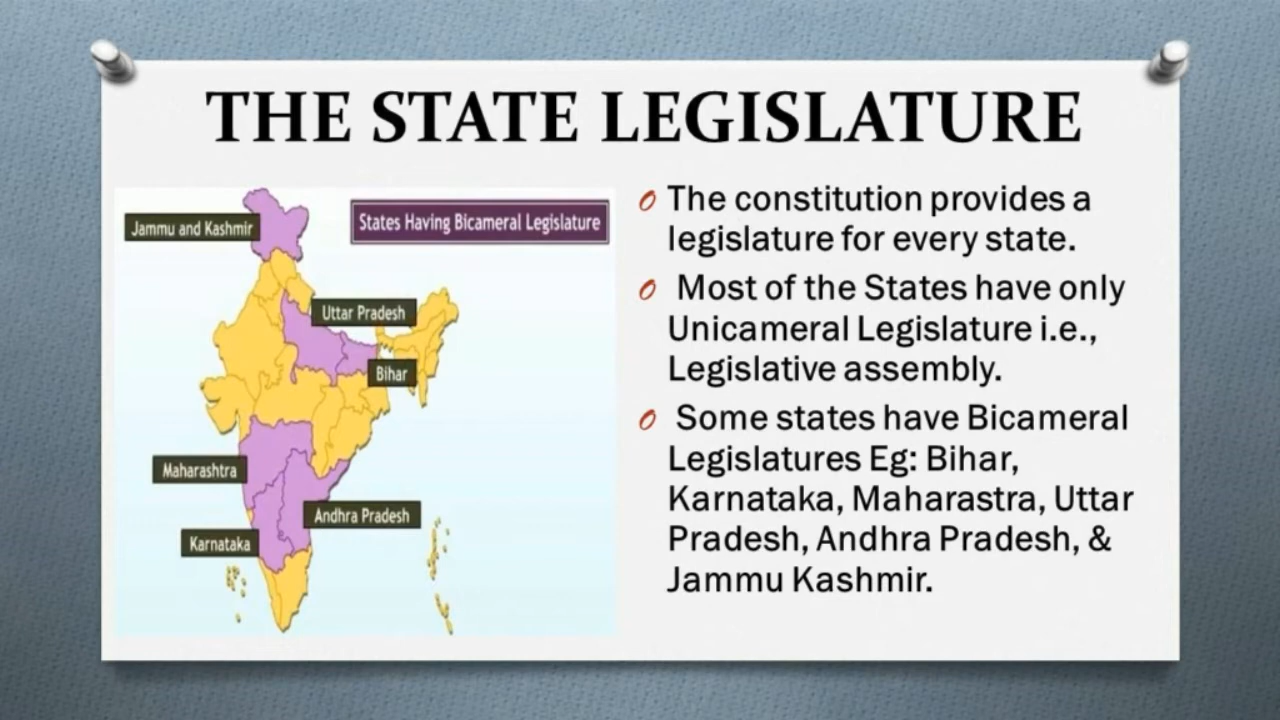 THE STATE LEGISLATURE
Jammu and Kashmir
States Having Bicameral Legislature
Uttar Pradesh
Bihar
Maharashtra
Andhra Pradesh
Karnataka
The constitution provides a
legislature for every state.
Most of the States have only
Unicameral Legislature i.e.,
Legislative assembly.
Some states have Bicameral
Legislatures Eg: Bihar,
Karnataka, Maharastra, Uttar
Pradesh, Andhra Pradesh, &
Jammu Kashmir.